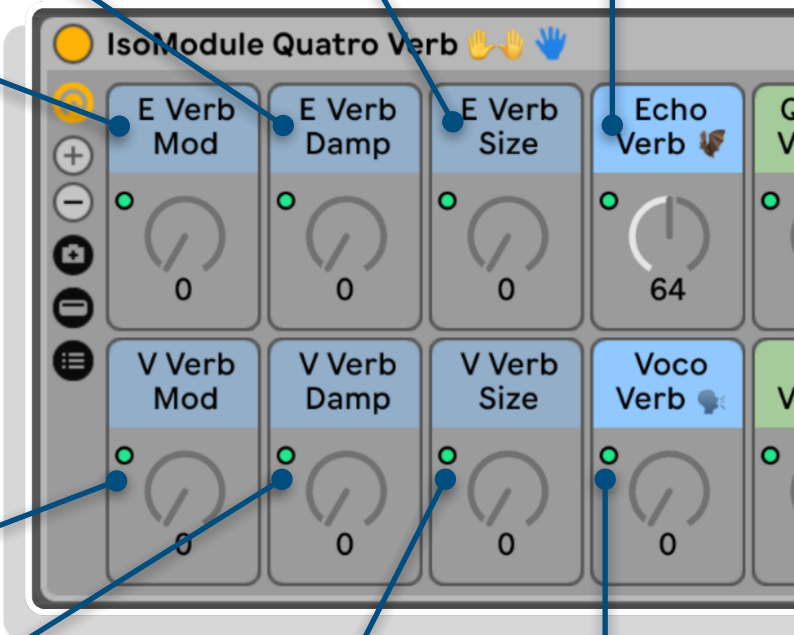 IsoModule Quatro Verb 🙌 👋
E Verb
Mod
E Verb
Damp
E Verb
Size
Echo
Verb 🦇
0
0
0
64
V Verb
Mod
V Verb
Damp
V Verb
Size
Voco
Verb 🗣
V
0
0
0
0